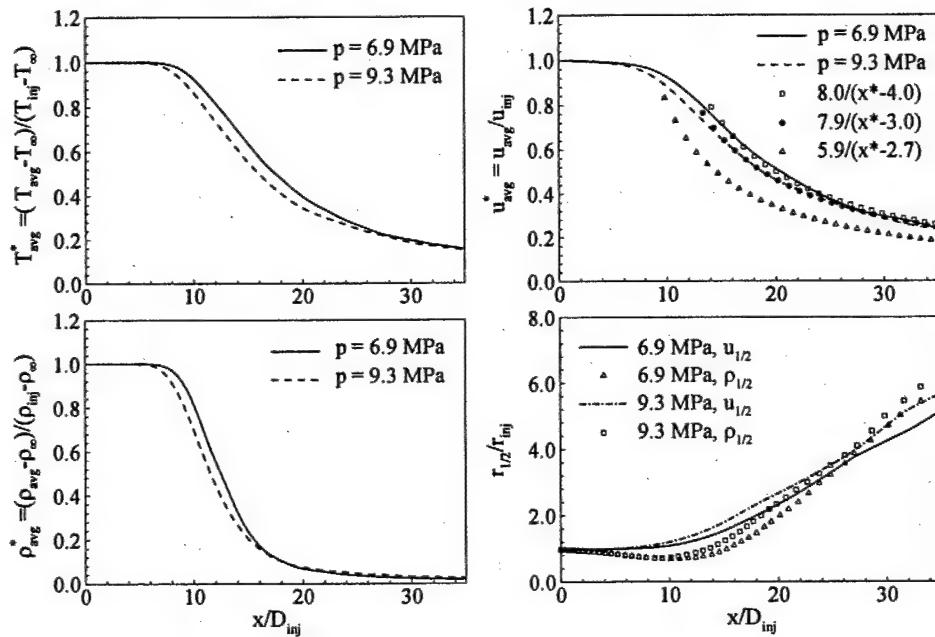 T*avg =( Tavg-T∞)/(Tinj-T∞)
1.2
1.0
0.8
0.6
0.4
0.2
0.0
0
10
20
30
p = 6.9 MPa
p = 9.3 MPa
u*avg = uavg/uinj
1.2
1.0
0.8
0.6
0.4
0.2
0.0
0
10
20
30
p = 6.9 MPa
p = 9.3 MPa
8.0/(x*-4.0)
7.9/(x*-3.0)
5.9/(x*-2.7)
ρ*avg =(ρavg-ρ∞)/(ρinj-ρ∞)
1.2
1.0
0.8
0.6
0.4
0.2
0.0
0
10
20
30
x/Dinj
p = 6.9 MPa
p = 9.3 MPa
r1/2/rinj
8.0
6.0
4.0
2.0
0.0
0
10
20
30
x/Dinj
6.9 MPa, u1/2
6.9 MPa, ρ1/2
9.3 MPa, u1/2
9.3 MPa, ρ1/2